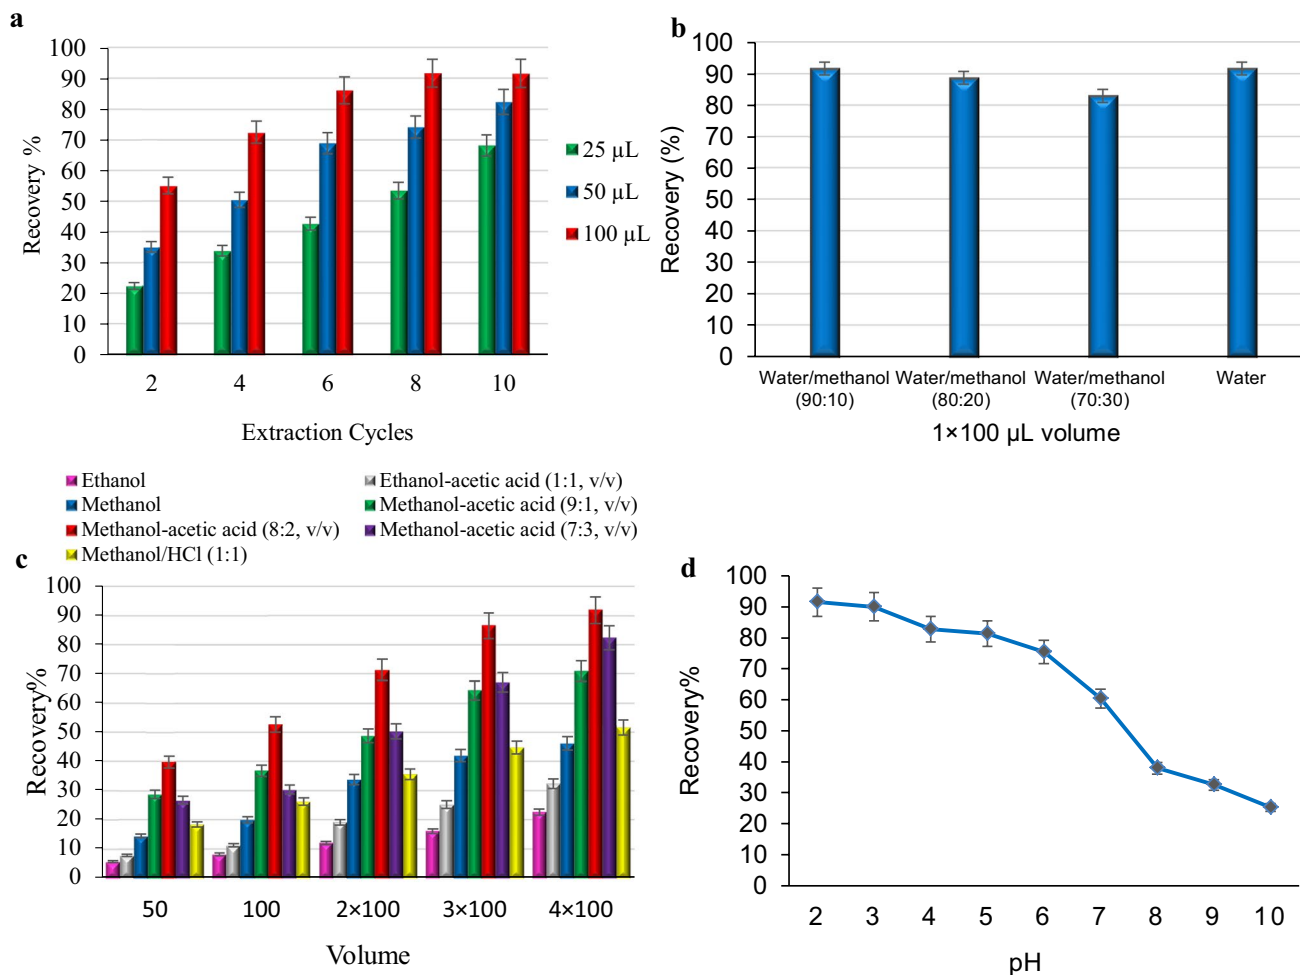 a
100
90
80
70
60
50
40
30
20
10
0
Recovery %
2 4 6 8 10
Extraction Cycles
25 µL
50 µL
100 µL
b
100
90
80
70
60
50
40
30
20
10
0
Recovery (%)
Water/methanol Water/methanol Water/methanol Water
(90:10) (80:20) (70:30)
1×100 µL volume
Ethanol
Ethanol-acetic acid (1:1, v/v)
Methanol
Methanol-acetic acid (9:1, v/v)
Methanol-acetic acid (8:2, v/v)
Methanol-acetic acid (7:3, v/v)
Methanol/HCl (1:1)
c
100
90
80
70
60
50
40
30
20
10
0
Recovery%
50 100 2×100 3×100 4×100
Volume
d
100
90
80
70
60
50
40
30
20
10
0
Recovery%
2 3 4 5 6 7 8 9 10
pH